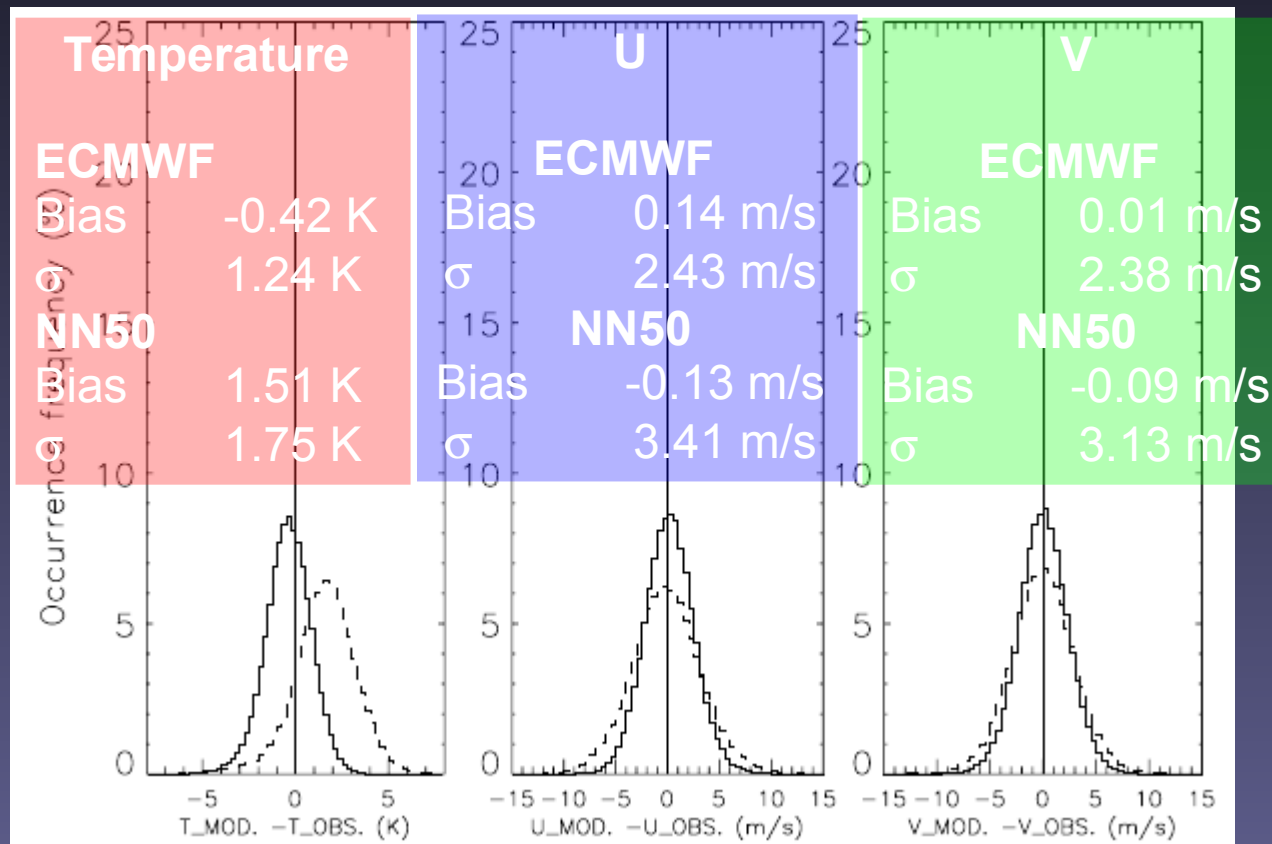 Temperature
ECMWF
Bias -0.42 K
σ 1.24 K
NN50
Bias 1.51 K
σ 1.75 K
U
ECMWF
Bias 0.14 m/s
σ 2.43 m/s
NN50
Bias -0.13 m/s
σ 3.41 m/s
V
ECMWF
Bias 0.01 m/s
σ 2.38 m/s
NN50
Bias -0.09 m/s
σ 3.13 m/s
Occurrence frequency (%)
25
20
15
10
5
0
-5 0 5
T_MOD. -T_OBS. (K)
25
20
15
10
5
0
-15 -10 -5 0 5 10 15
U_MOD. -U_OBS. (m/s)
25
20
15
10
5
0
-15 -10 -5 0 5 10 15
V_MOD. -V_OBS. (m/s)